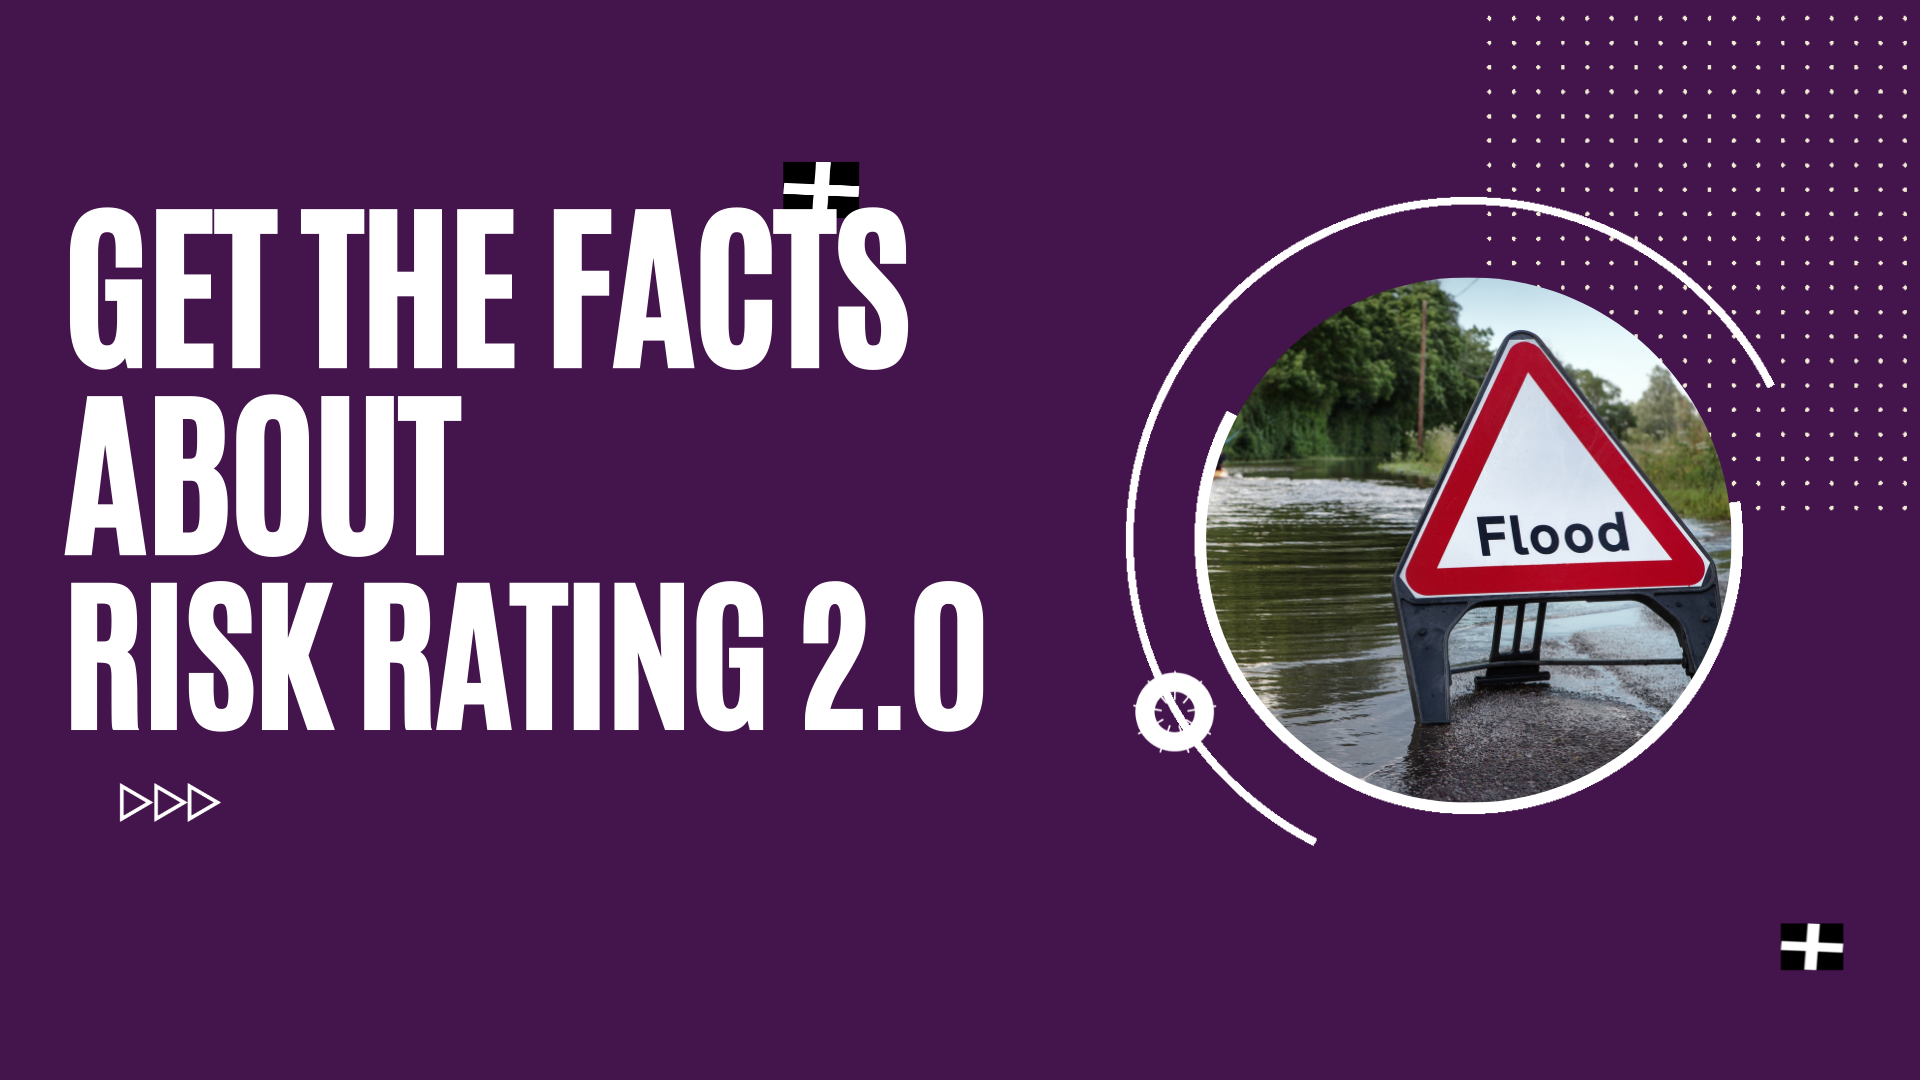 GET THE FACTS
ABOUT
RISK RATING 2.0
Flood